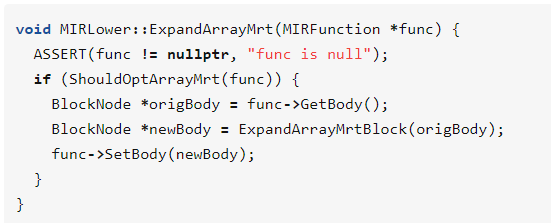 void MIRLower::ExpandArrayMrt(MIRFunction *func) {
  ASSERT(func != nullptr, "func is null");
  if (ShouldOptArrayMrt(func)) {
    BlockNode *origBody = func->GetBody();
    BlockNode *newBody = ExpandArrayMrtBlock(origBody);
    func->SetBody(newBody);
  }
}